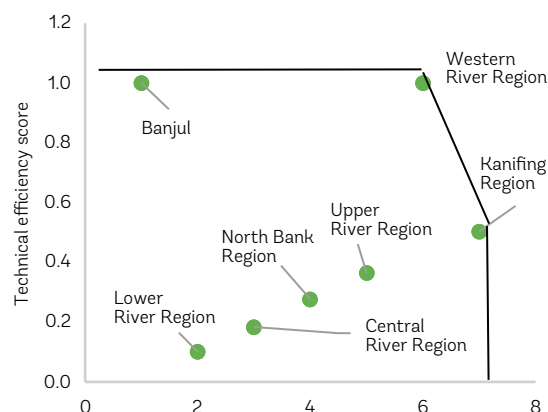 1.2
Western
River Region
1.0
Banjul
0.8
Kanifing
Region
0.6
Upper
River Region
North Bank
Region
0.4
Lower
River Region
Central
River Region
0.2
0.0
0
2
4
6
8
Technical efficiency score